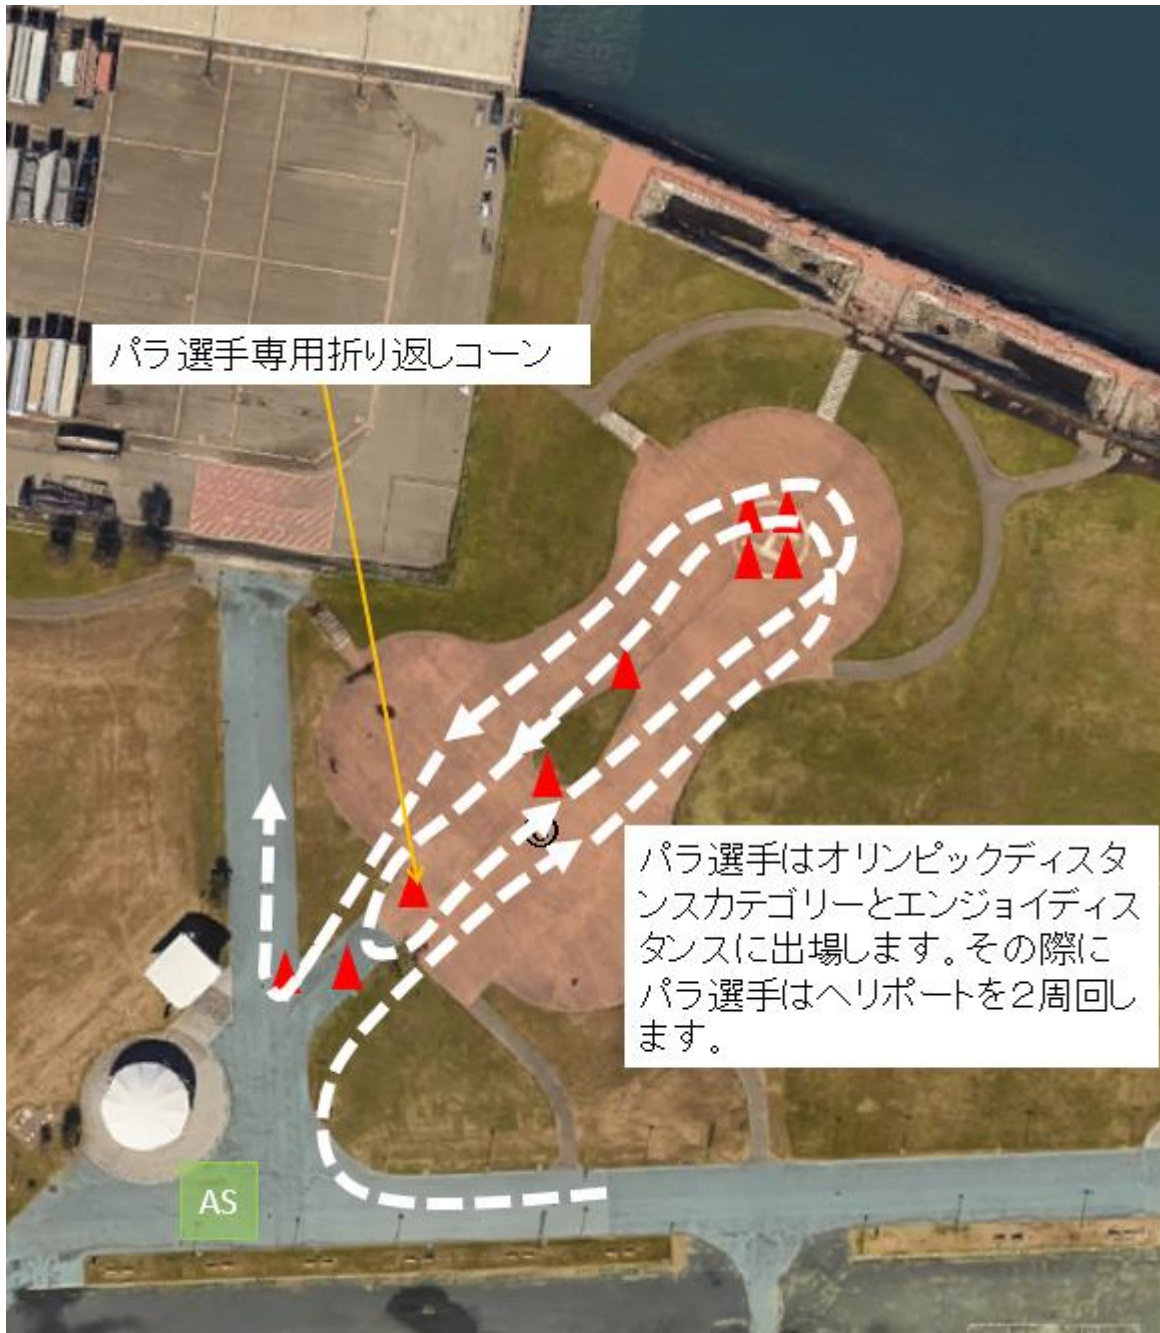 パラ選手専用折り返しコーン
パラ選手はオリンピックディスタ
ンスカテゴリーとエンジョイディス
タンスに出場します。その際に
パラ選手はヘリポートを２周回し
ます。
AS